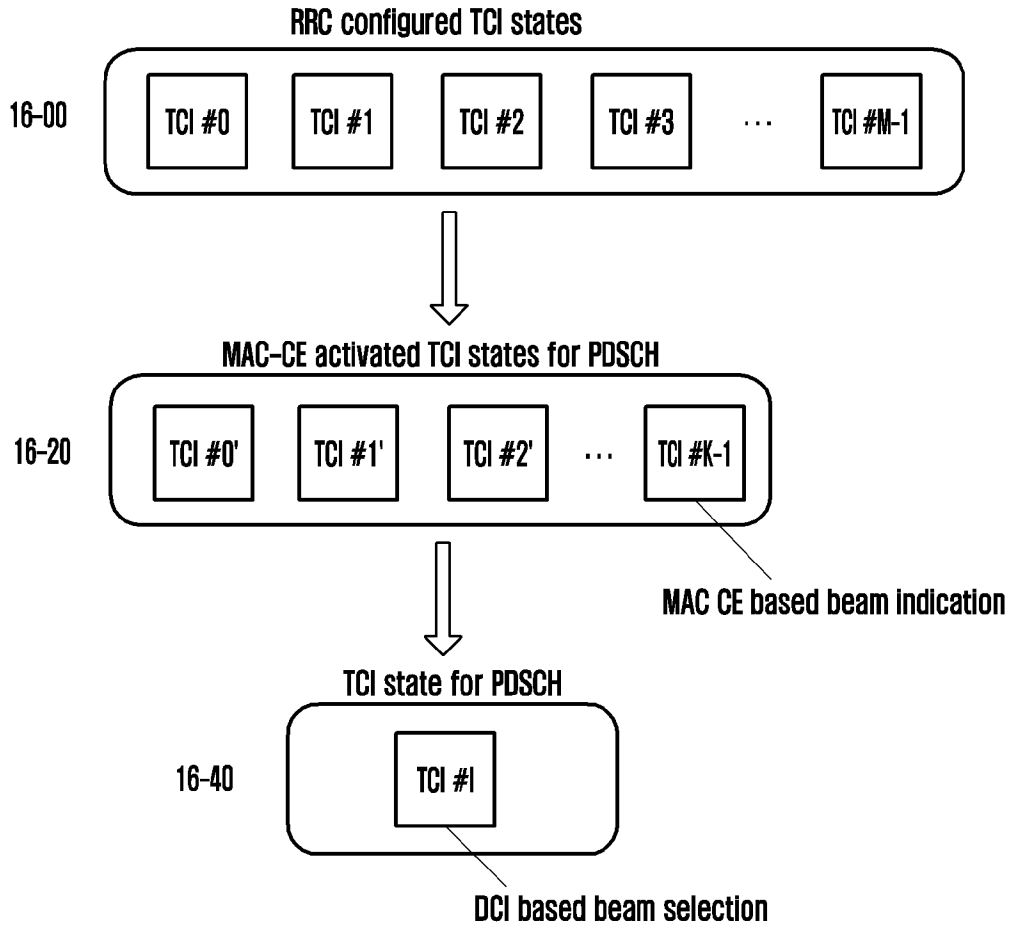 RRC configured TCI states
16-00
TCI #0 TCI #1 TCI #2 TCI #3 ... TCI #M-1
MAC-CE activated TCI states for PDSCH
16-20
TCI #0' TCI #1' TCI #2' ... TCI #K-1
MAC CE based beam indication
TCI state for PDSCH
16-40
TCI #I
DCI based beam selection